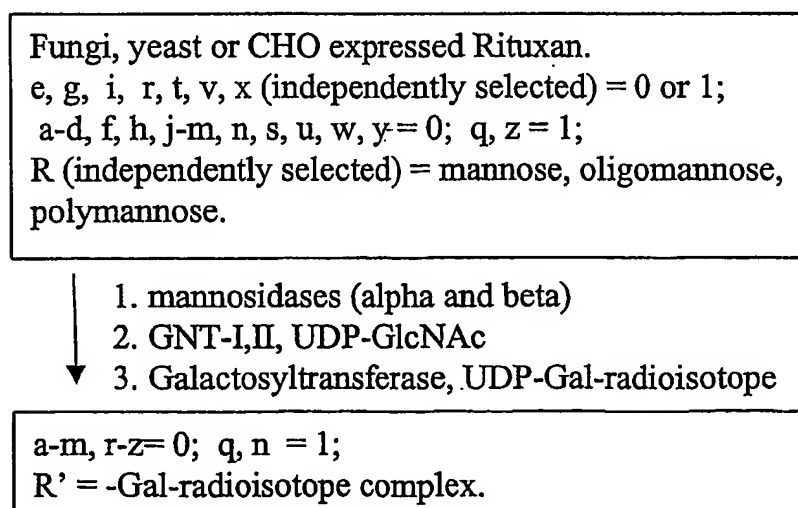 Fungi, yeast or CHO expressed Rituxan.
e, g, i, r, t, v, x (independently selected) = 0 or 1;
a-d, f, h, j-m, n, s, u, w, y = 0; q, z = 1;
R (independently selected) = mannose, oligomannose,
polymannose.
1. mannosidases (alpha and beta)
2. GNT-I,II, UDP-GlcNAc
3. Galactosyltransferase, UDP-Gal-radioisotope
a-m, r-z= 0; q, n = 1;
R’ = -Gal-radioisotope complex.